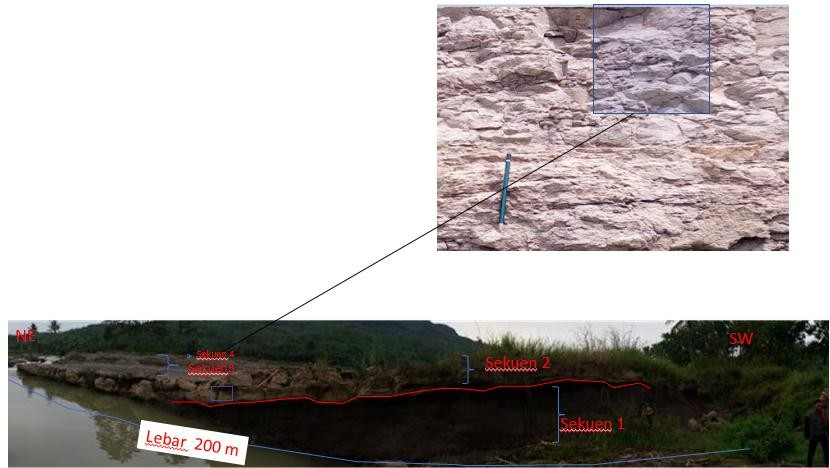 NE
SW
Sekuen 4
Sekuen 3
Sekuen 2
Sekuen 1
Lebar 200 m